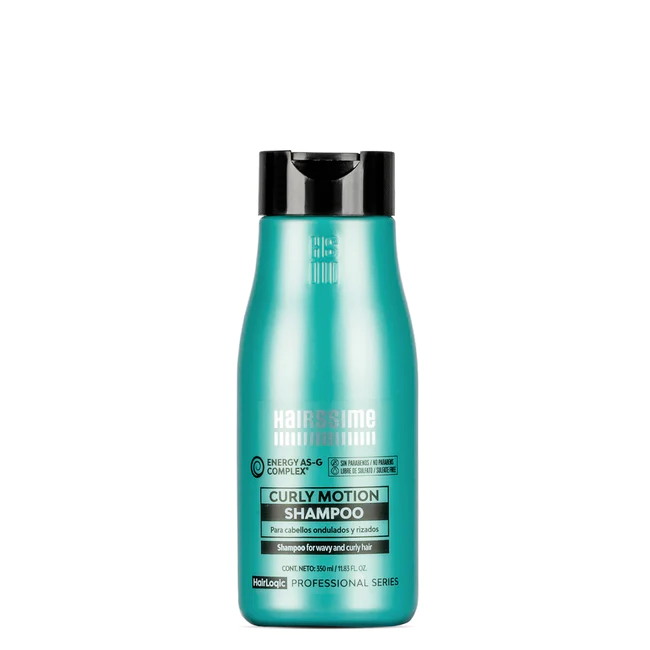 HS
HAIRSSIME
ENERGY AS-G
COMPLEX®
SIN PARABENOS / NO PARABENS
LIBRE DE SULFATO / SULFATE FREE
CURLY MOTION
SHAMPOO
Para cabellos ondulados y rizados
Shampoo for wavy and curly hair
CONT. NETO: 350 ml / 11.83 FL. OZ.
HairLogic PROFESSIONAL SERIES